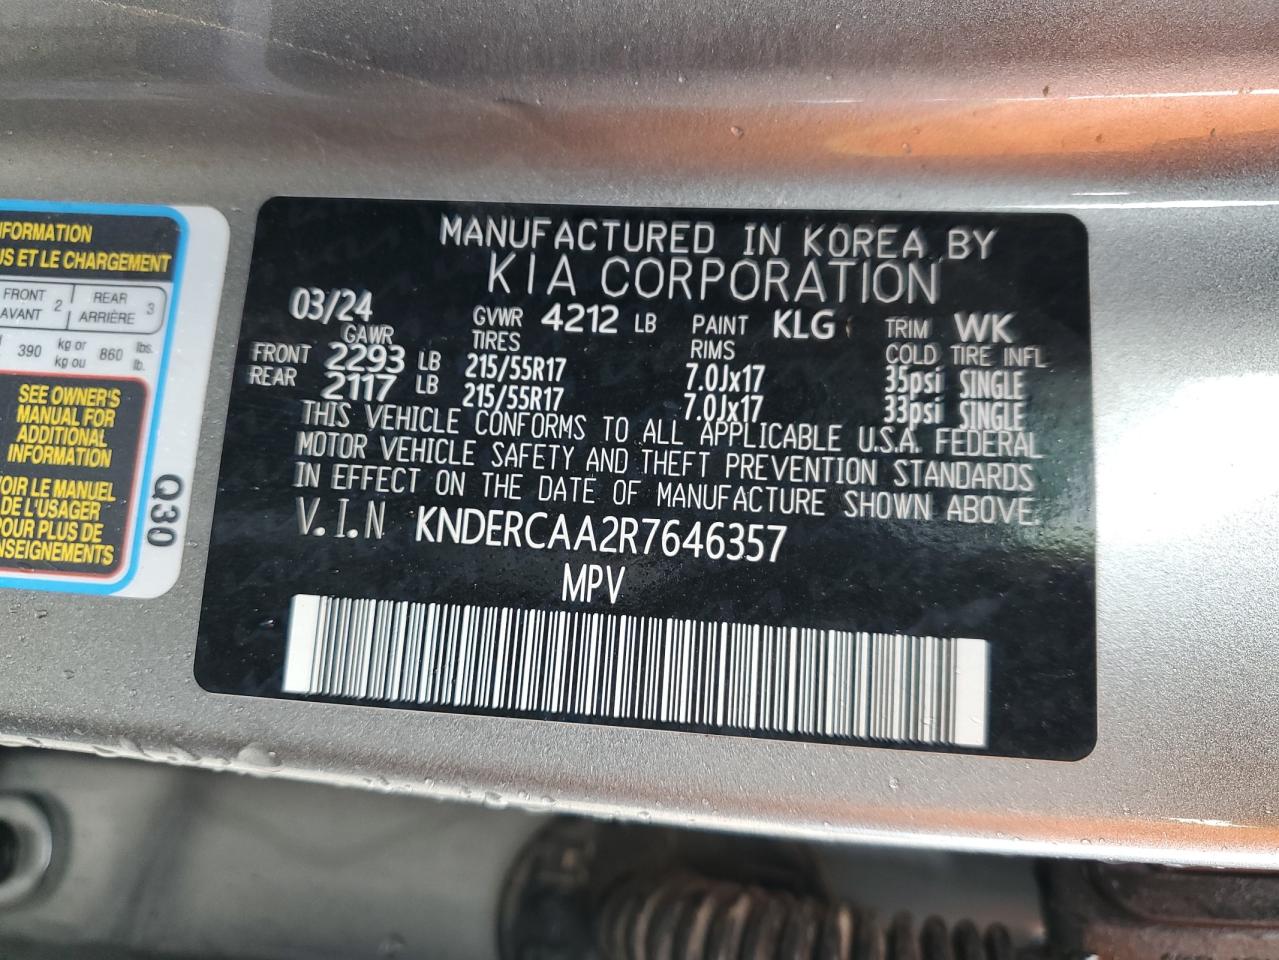 NFORMATION
US ET LE CHARGEMENT
FRONT AVANT 2 REAR ARRIÈRE 3
390 kg or kg ou 860 lbs. lb.
SEE OWNER'S
MANUAL FOR
ADDITIONAL
INFORMATION
VOIR LE MANUEL
DE L'USAGER
POUR PLUS DE
NSEIGNEMENTS
Q30
MANUFACTURED IN KOREA BY
KIA CORPORATION
03/24 GVWR 4212 LB PAINT KLG TRIM WK
GAWR TIRES RIMS COLD TIRE INFL
FRONT 2293 LB 215/55R17 7.0Jx17 35psi SINGLE
REAR 2117 LB 215/55R17 7.0Jx17 33psi SINGLE
THIS VEHICLE CONFORMS TO ALL APPLICABLE U.S.A. FEDERAL
MOTOR VEHICLE SAFETY AND THEFT PREVENTION STANDARDS
IN EFFECT ON THE DATE OF MANUFACTURE SHOWN ABOVE.
V.I.N KNDERCAA2R7646357
MPV